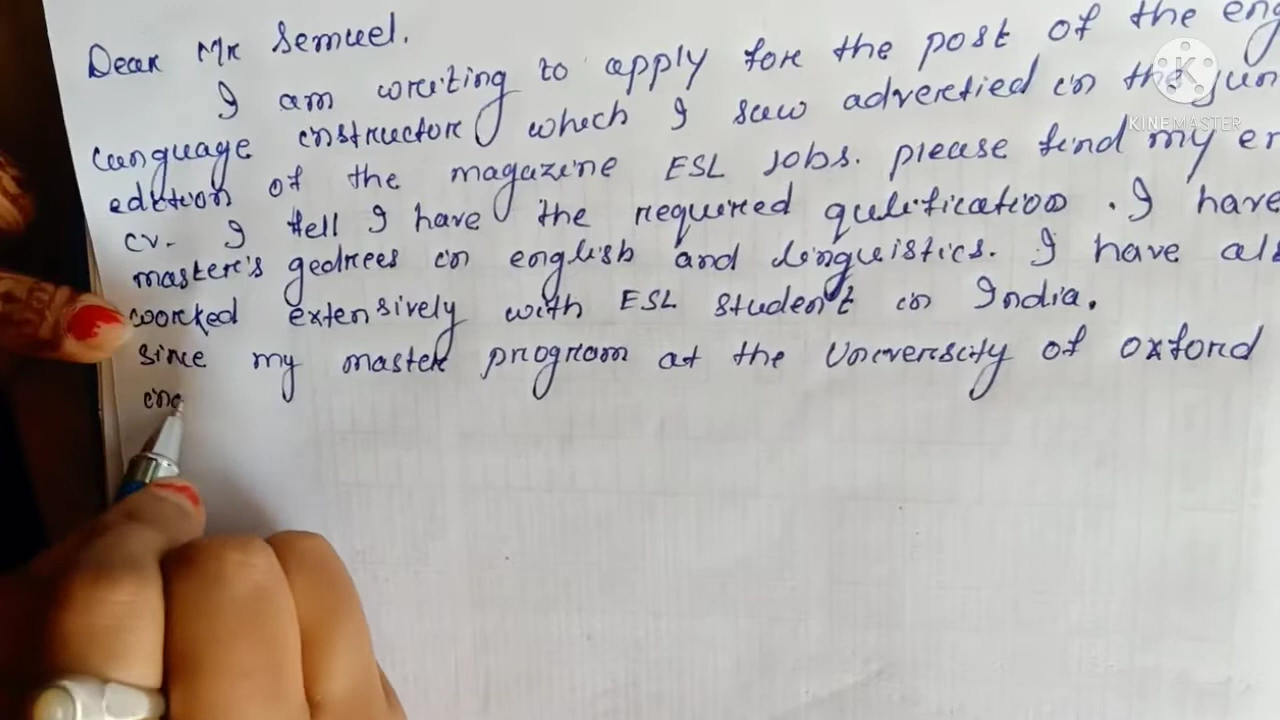 Dear Mr Semuel.
I am writing to apply for the post of the eng
language instructor which I saw advertied in the jun
edition of the magazine ESL Jobs. please find my en
cv. I fell I have the required qulification. I have
master's gedrees in english and linguistics. I have als
worked extensively with ESL student in India.
Since my master program at the University of oxford
inc
KINEMASTER